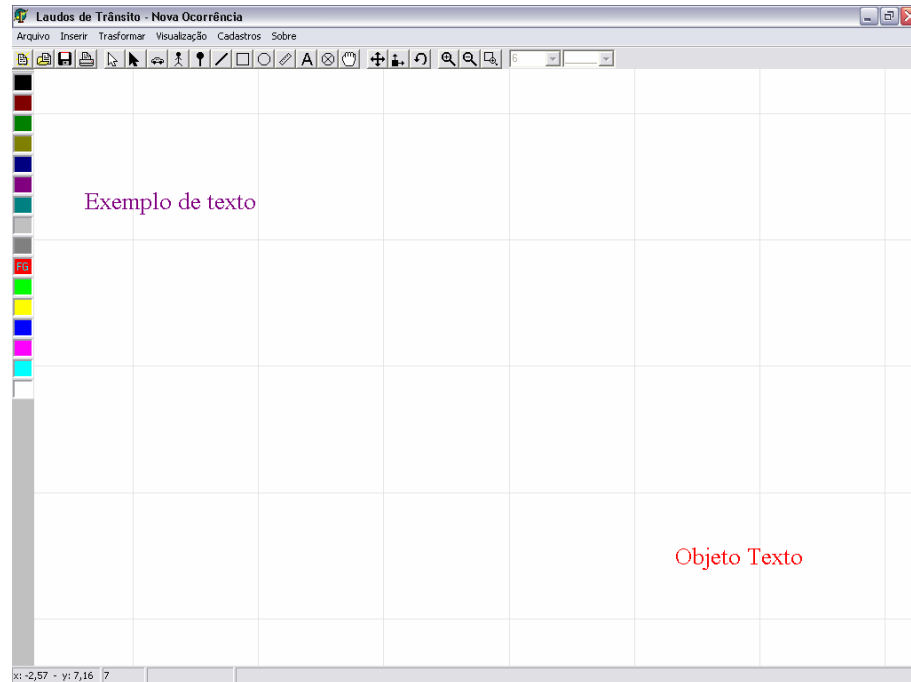 Laudos de Trânsito - Nova Ocorrência
Arquivo Inserir Trasformar Visualização Cadastros Sobre
A 6
Exemplo de texto
FG
Objeto Texto
x: -2,57 - y: 7,16 7